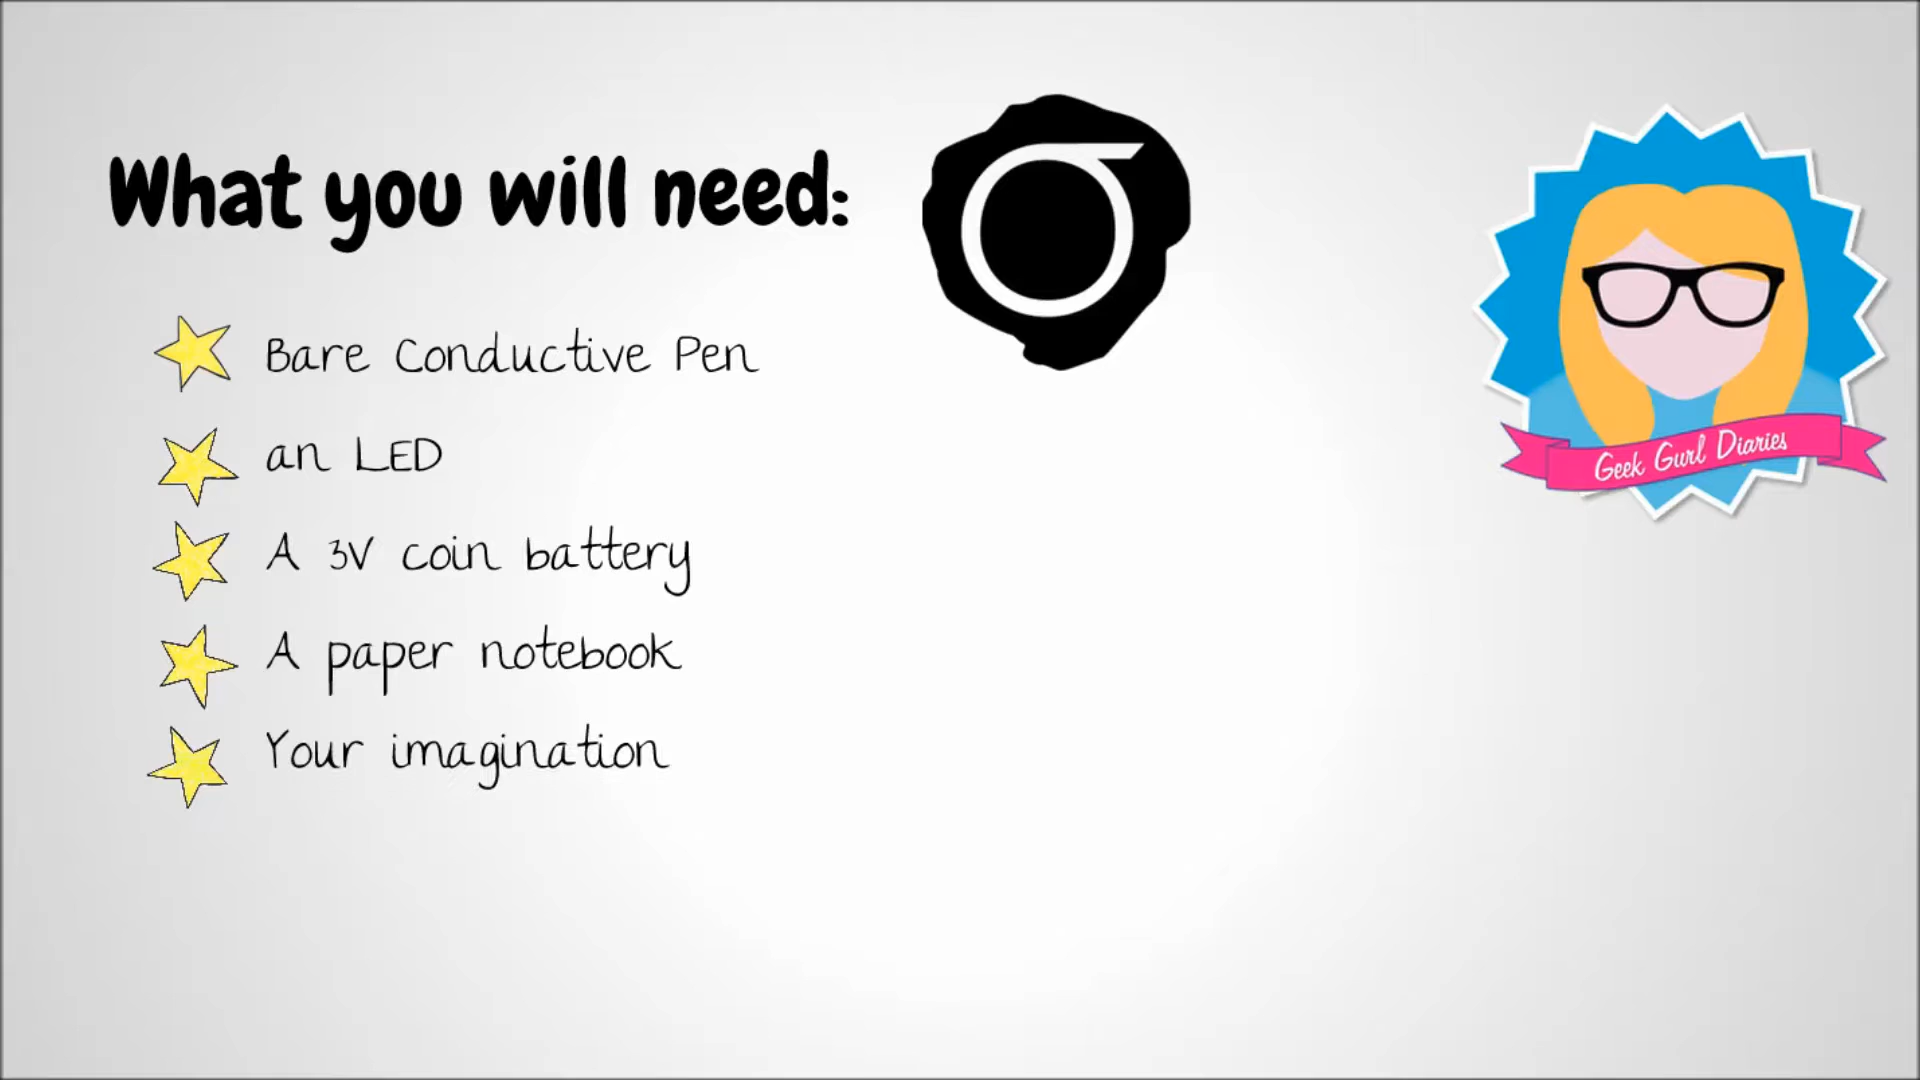 What you will need:
Bare Conductive Pen
an LED
A 3V coin battery
A paper notebook
Your imagination
Geek Gurl Diaries